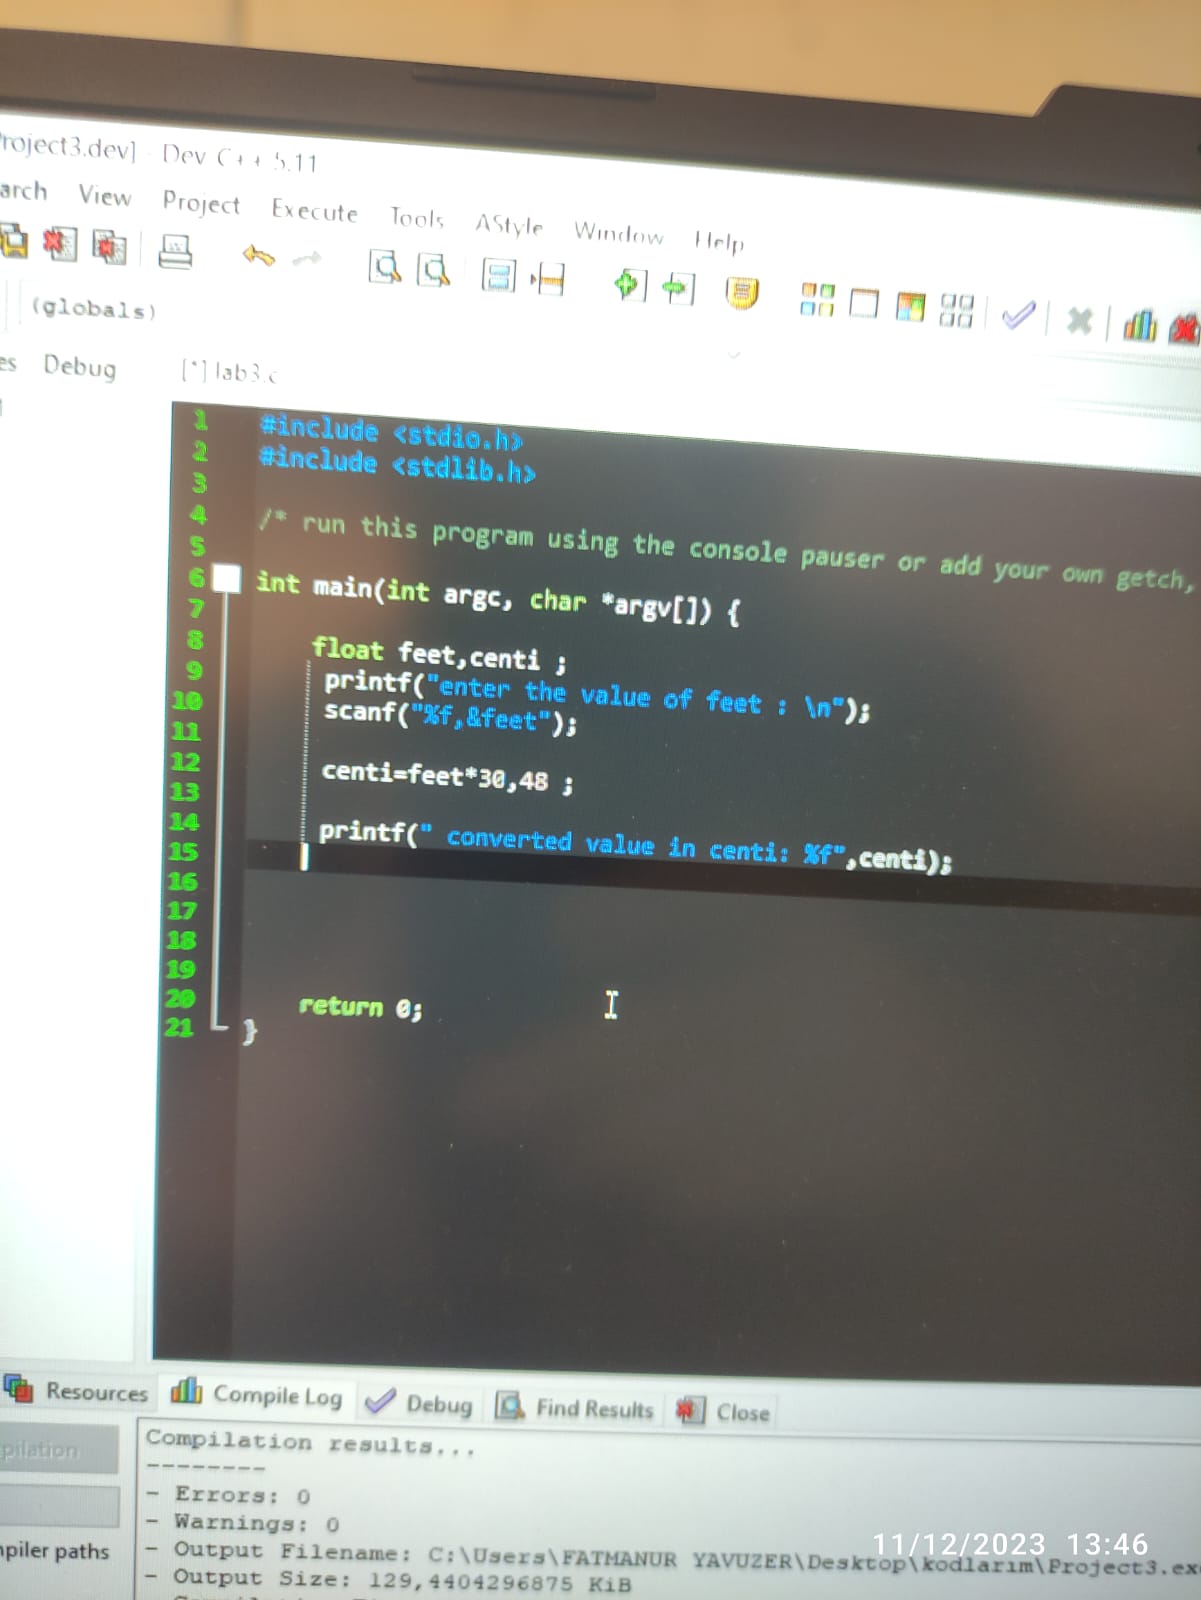 roject3.dev] - Dev C++ 5.11
arch View Project Execute Tools AStyle Window Help
(globals)
es Debug [*] lab3.c
1 #include <stdio.h>
2 #include <stdlib.h>
3
4 /* run this program using the console pauser or add your own getch,
5
6 int main(int argc, char *argv[]) {
7
8 float feet,centi ;
9 printf("enter the value of feet : \n");
10 scanf("%f,&feet");
11
12 centi=feet*30,48 ;
13
14 printf(" converted value in centi: %f",centi);
15
16
17
18
19
20 return 0;
21 }
Resources Compile Log Debug Find Results Close
pilation
Compilation results...
--------
- Errors: 0
- Warnings: 0
mpiler paths
- Output Filename: C:\Users\FATMANUR YAVUZER\Desktop\kodlarım\Project3.ex
- Output Size: 129,4404296875 KiB
11/12/2023 13:46